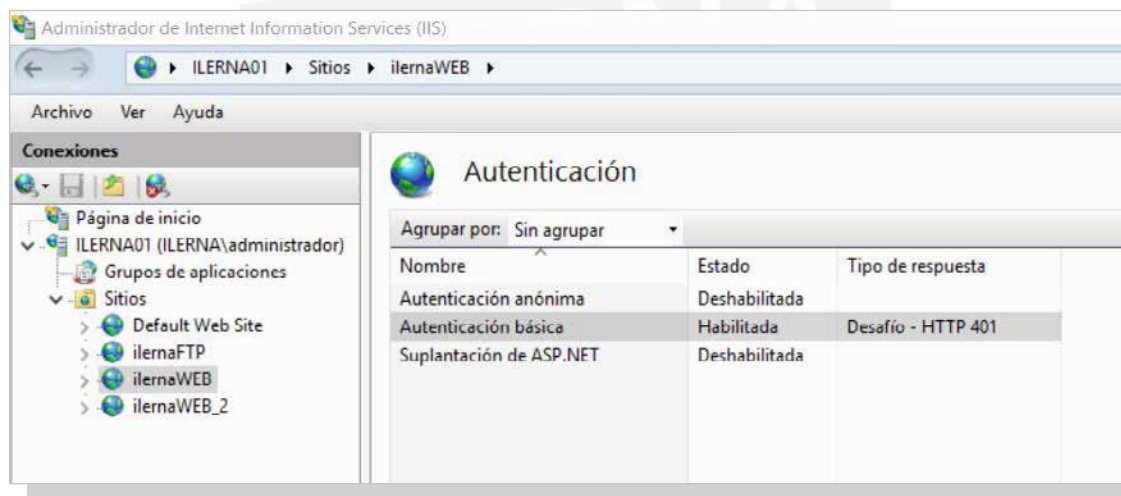 Administrador de Internet Information Services (IIS)
ILERNA01 Sitios ilernaWEB
Archivo Ver Ayuda
Conexiones
Página de inicio
ILERNA01 (ILERNA\administrador)
Grupos de aplicaciones
Sitios
Default Web Site
ilernaFTP
ilernaWEB
ilernaWEB_2
Autenticación
Agrupar por: Sin agrupar
Nombre Estado Tipo de respuesta
Autenticación anónima Deshabilitada
Autenticación básica Habilitada Desafío - HTTP 401
Suplantación de ASP.NET Deshabilitada